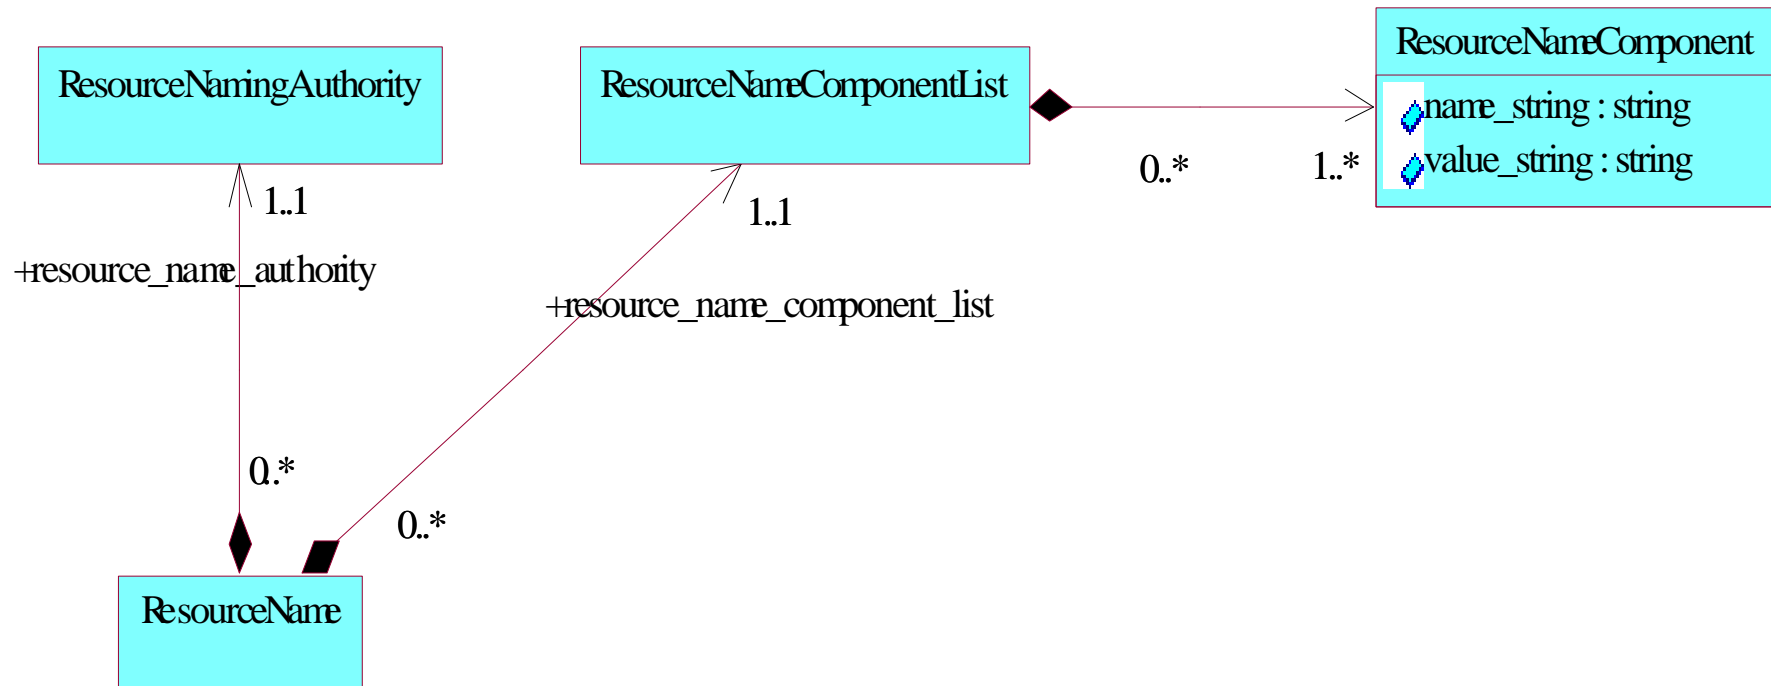 ResourceNamingAuthority
1..1
+resource_name_authority
0..*
ResourceName
ResourceNameComponentList
1..1
+resource_name_component_list
0..*
0..*
1..*
ResourceNameComponent
name_string : string
value_string : string